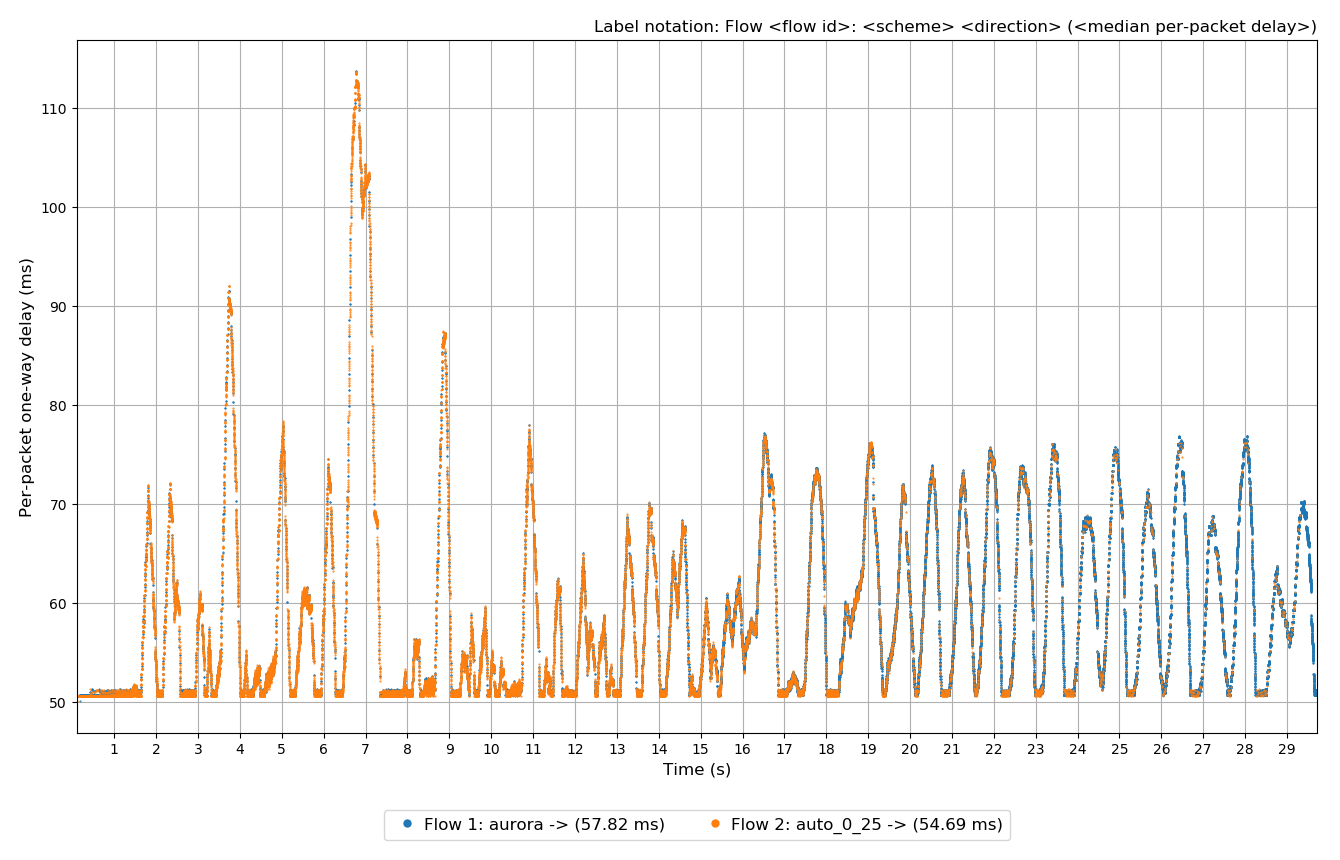 Label notation: Flow <flow id>: <scheme> <direction> (<median per-packet delay>)
Per-packet one-way delay (ms)
110
100
90
80
70
60
50
1 2 3 4 5 6 7 8 9 10 11 12 13 14 15 16 17 18 19 20 21 22 23 24 25 26 27 28 29
Time (s)
Flow 1: aurora -> (57.82 ms) Flow 2: auto_0_25 -> (54.69 ms)